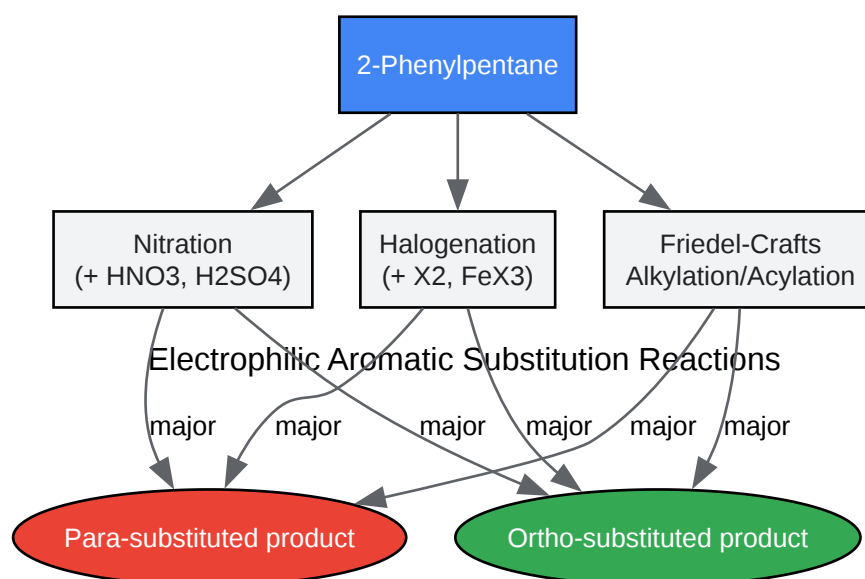 2-Phenylpentane
Nitration
(+ HNO3, H2SO4)
Halogenation
(+ X2, FeX3)
Friedel-Crafts
Alkylation/Acylation
Electrophilic Aromatic Substitution Reactions
major
major
major
major
major
major
Para-substituted product
Ortho-substituted product